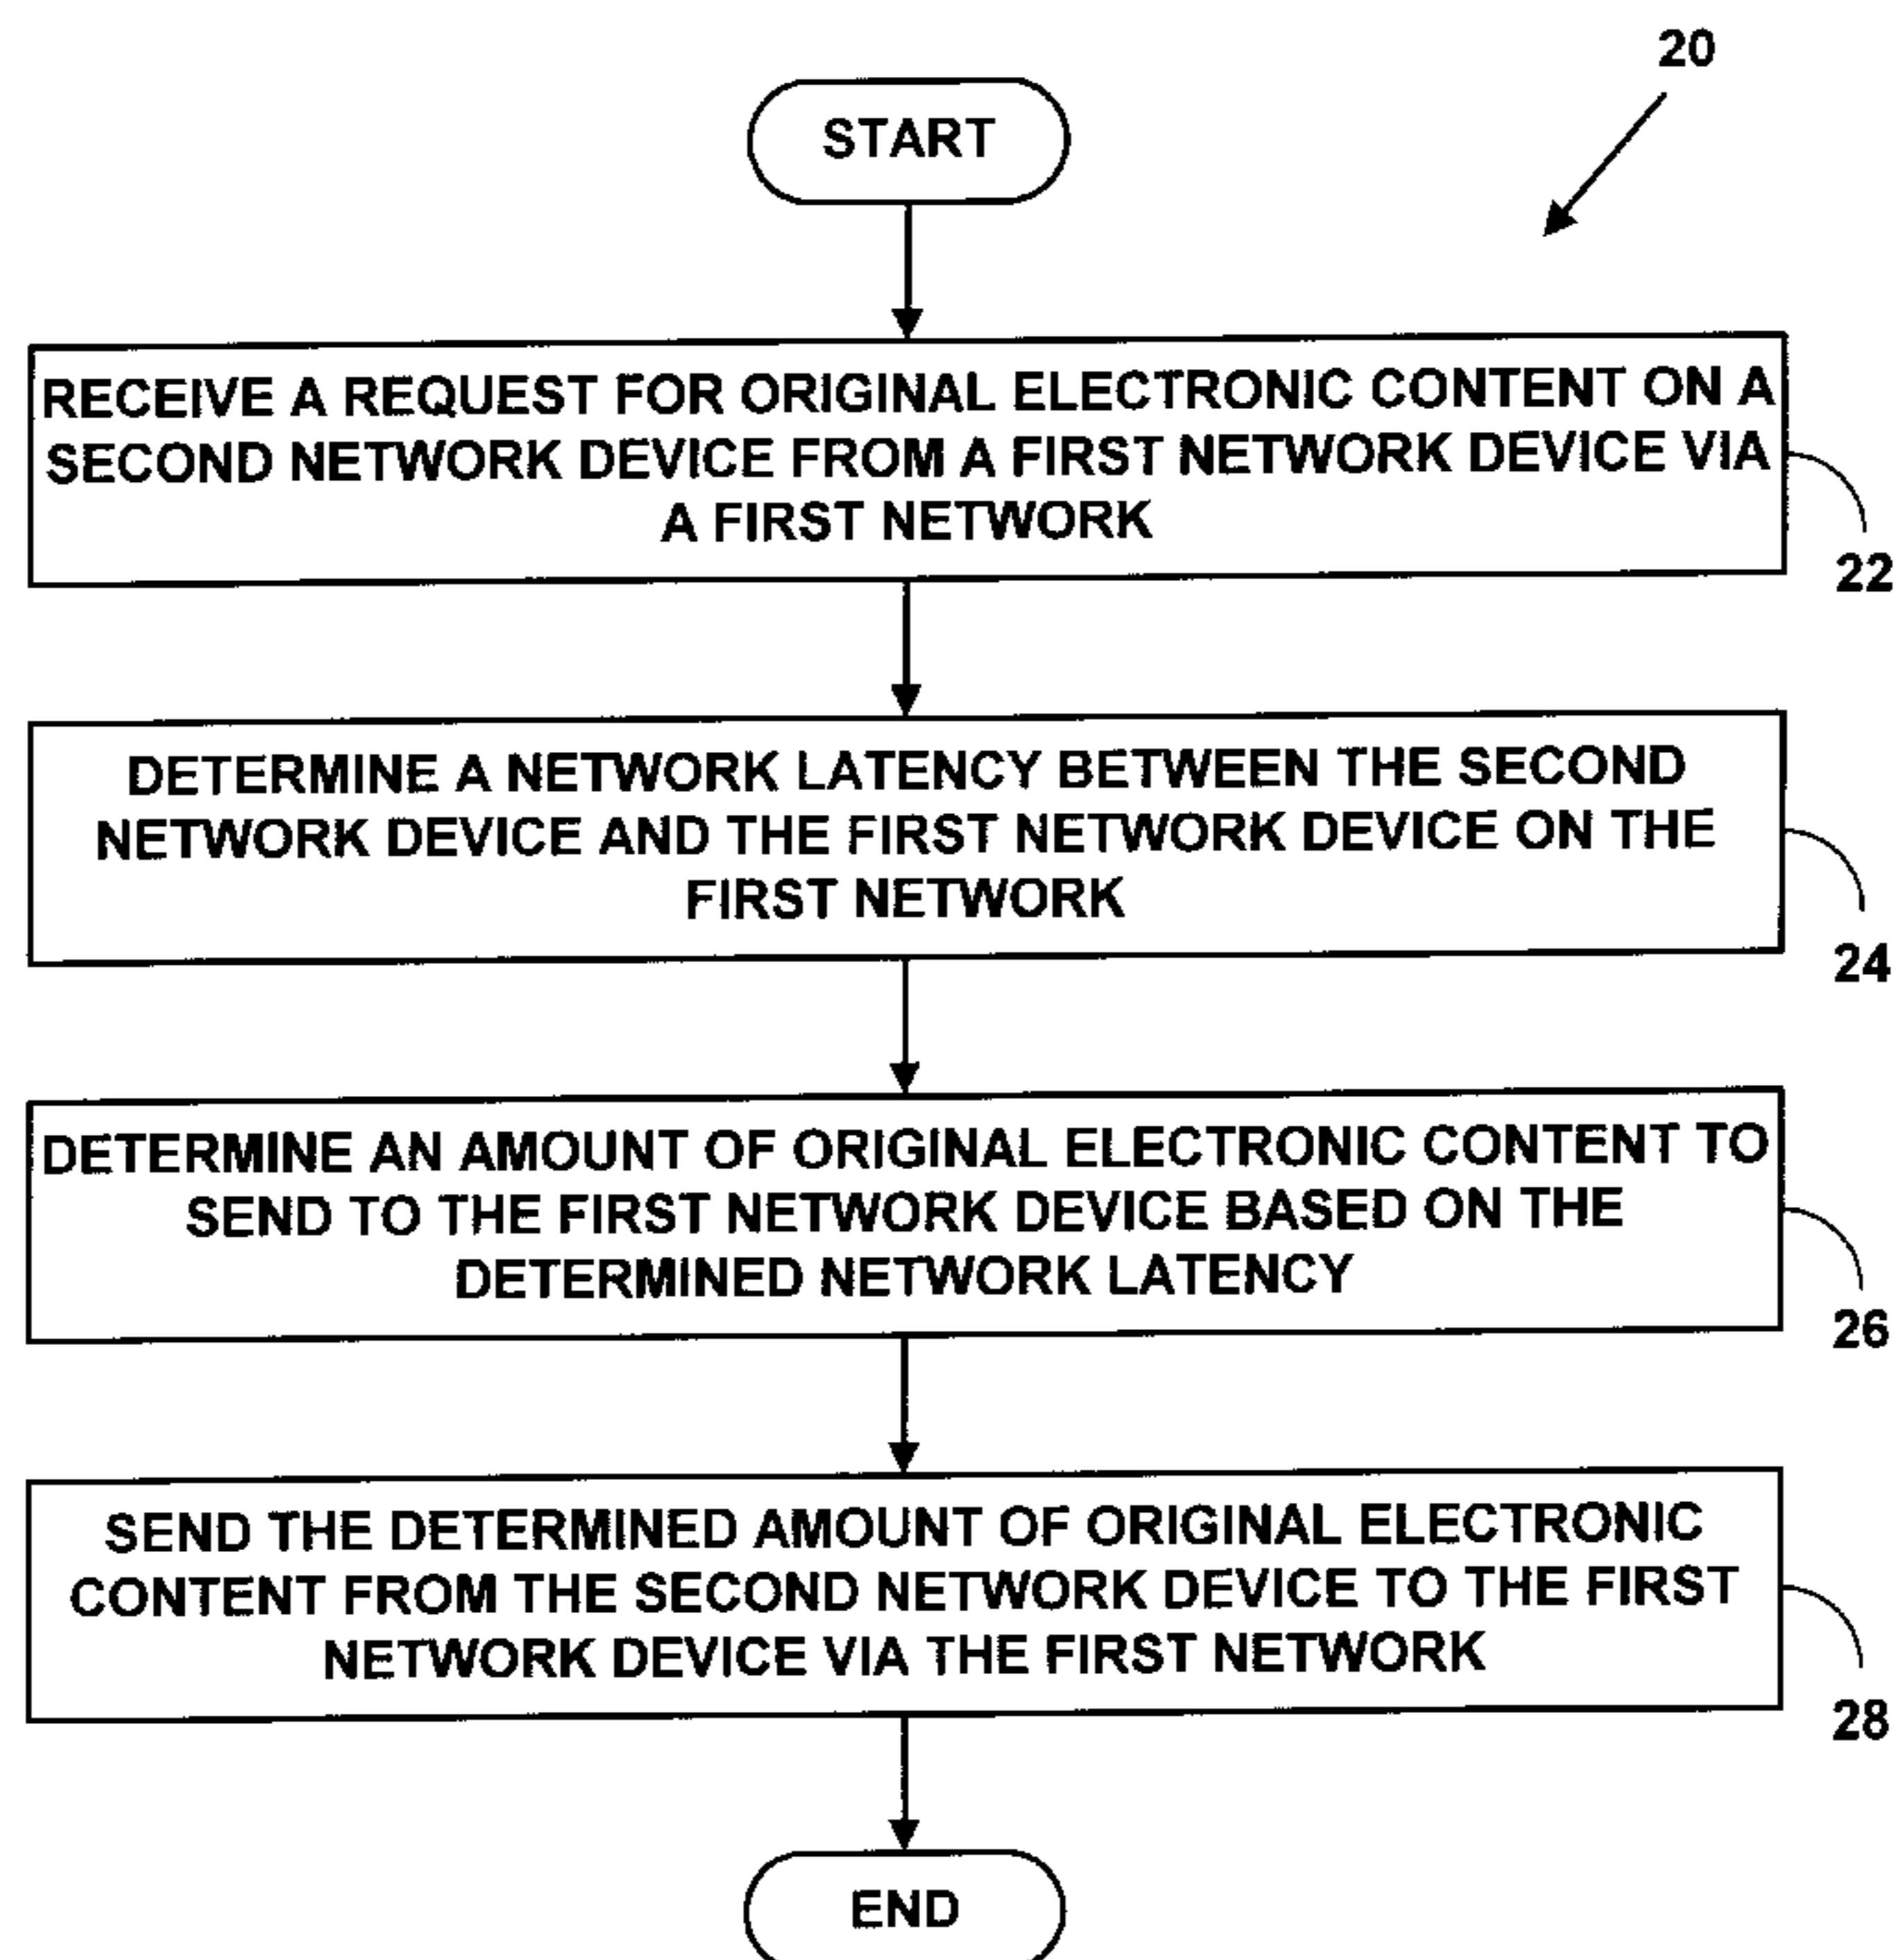 20
START
RECEIVE A REQUEST FOR ORIGINAL ELECTRONIC CONTENT ON A
SECOND NETWORK DEVICE FROM A FIRST NETWORK DEVICE VIA
A FIRST NETWORK
22
DETERMINE A NETWORK LATENCY BETWEEN THE SECOND
NETWORK DEVICE AND THE FIRST NETWORK DEVICE ON THE
FIRST NETWORK
24
DETERMINE AN AMOUNT OF ORIGINAL ELECTRONIC CONTENT TO
SEND TO THE FIRST NETWORK DEVICE BASED ON THE
DETERMINED NETWORK LATENCY
26
SEND THE DETERMINED AMOUNT OF ORIGINAL ELECTRONIC
CONTENT FROM THE SECOND NETWORK DEVICE TO THE FIRST
NETWORK DEVICE VIA THE FIRST NETWORK
28
END